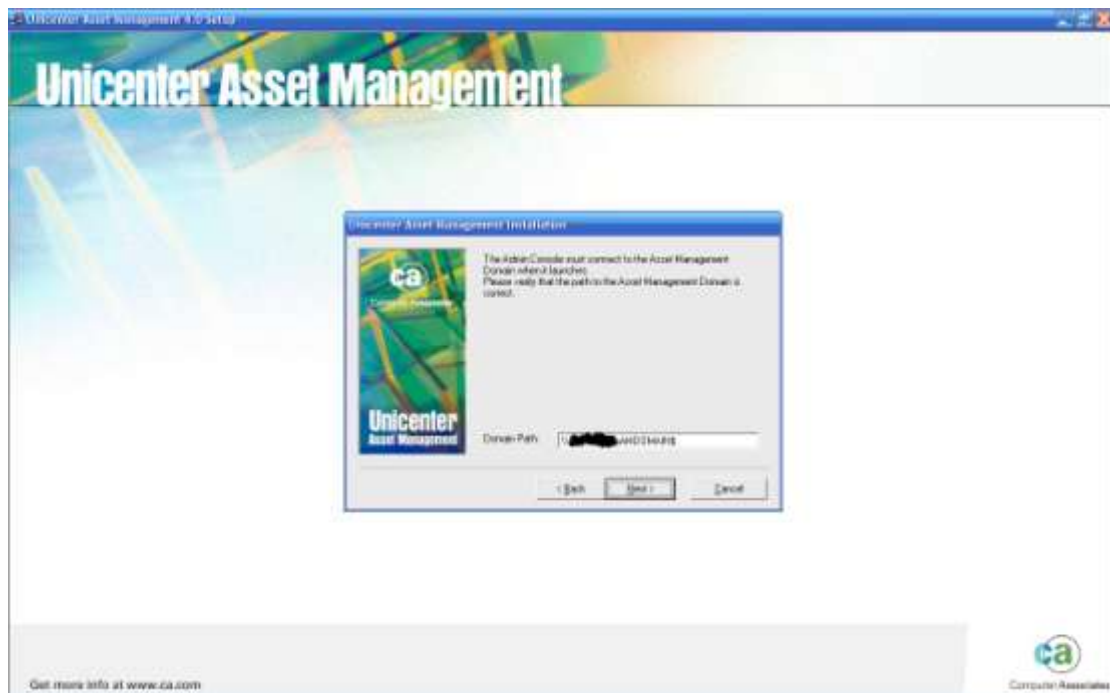 Unicenter Asset Management 4.0 Setup
Unicenter Asset Management
Unicenter Asset Management Installation
ca
Computer Associates
The Admin Console must connect to the Asset Management
Domain when it launches.
Please verify that the path to the Asset Management Domain is
correct.
Unicenter
Asset Management
Domain Path:
< Back
Next >
Cancel
ca
Computer Associates
Get more info at www.ca.com